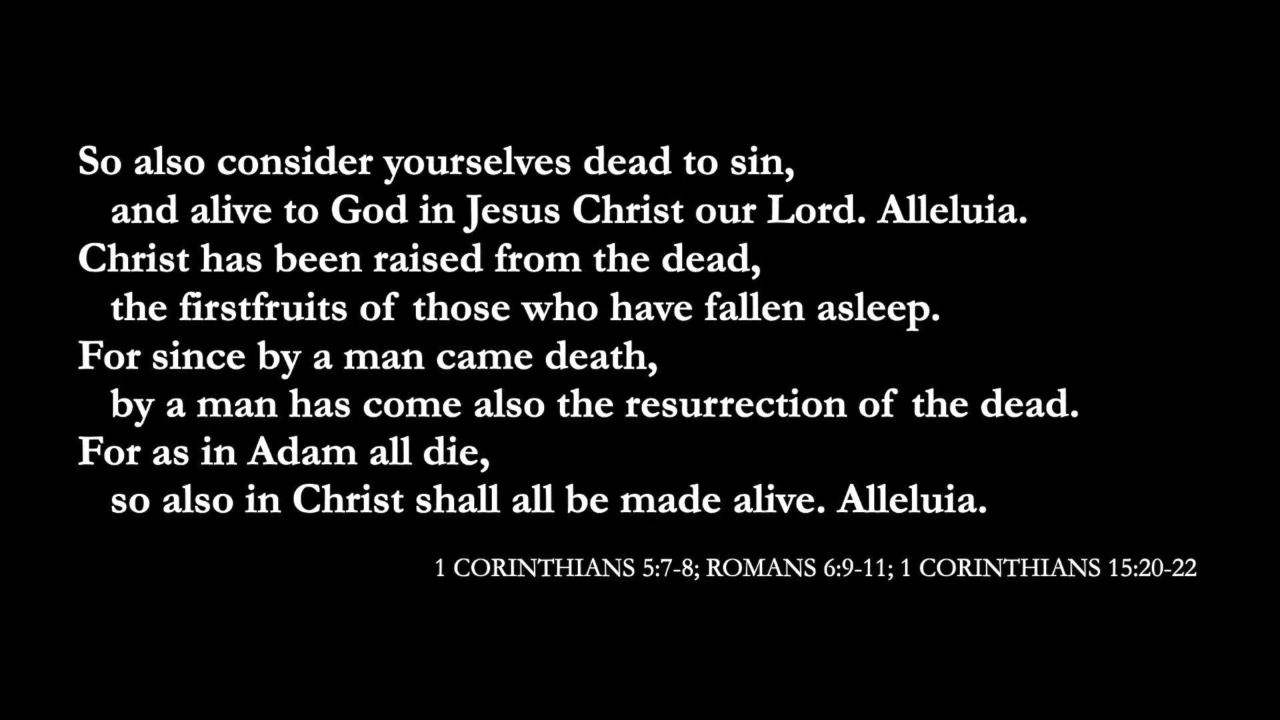 So also consider yourselves dead to sin,
and alive to God in Jesus Christ our Lord. Alleluia.
Christ has been raised from the dead,
the firstfruits of those who have fallen asleep.
For since by a man came death,
by a man has come also the resurrection of the dead.
For as in Adam all die,
so also in Christ shall all be made alive. Alleluia.
1 CORINTHIANS 5:7-8; ROMANS 6:9-11; 1 CORINTHIANS 15:20-22